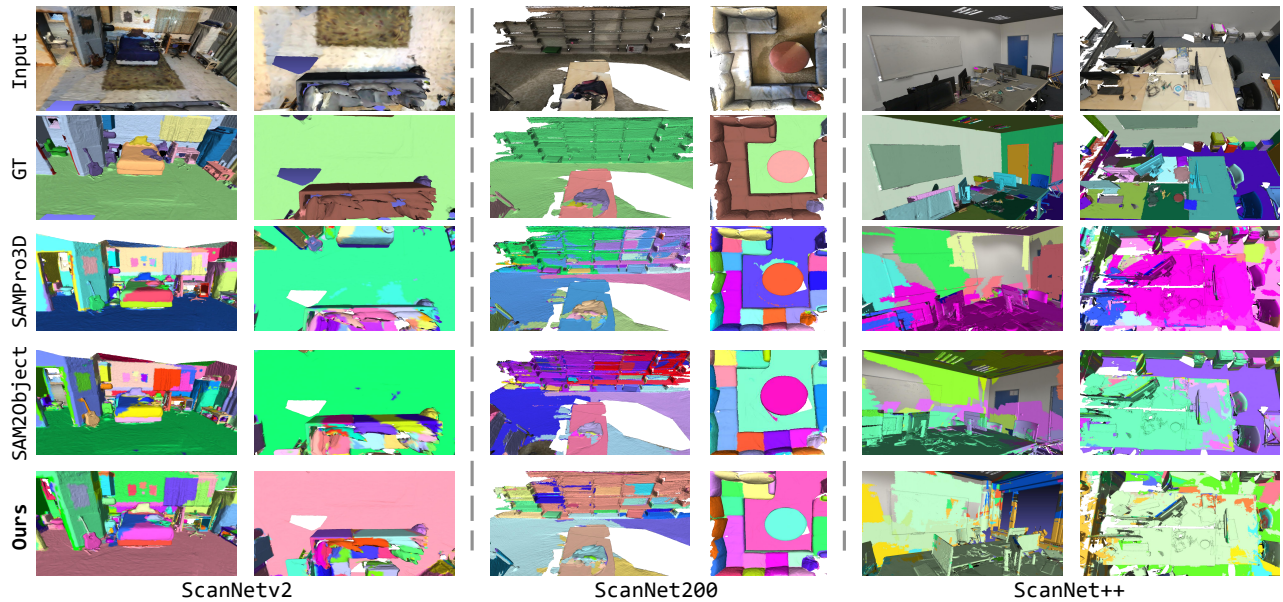 Input
GT
SAMPro3D
SAM2Object
Ours
ScanNetv2
ScanNet200
ScanNet++